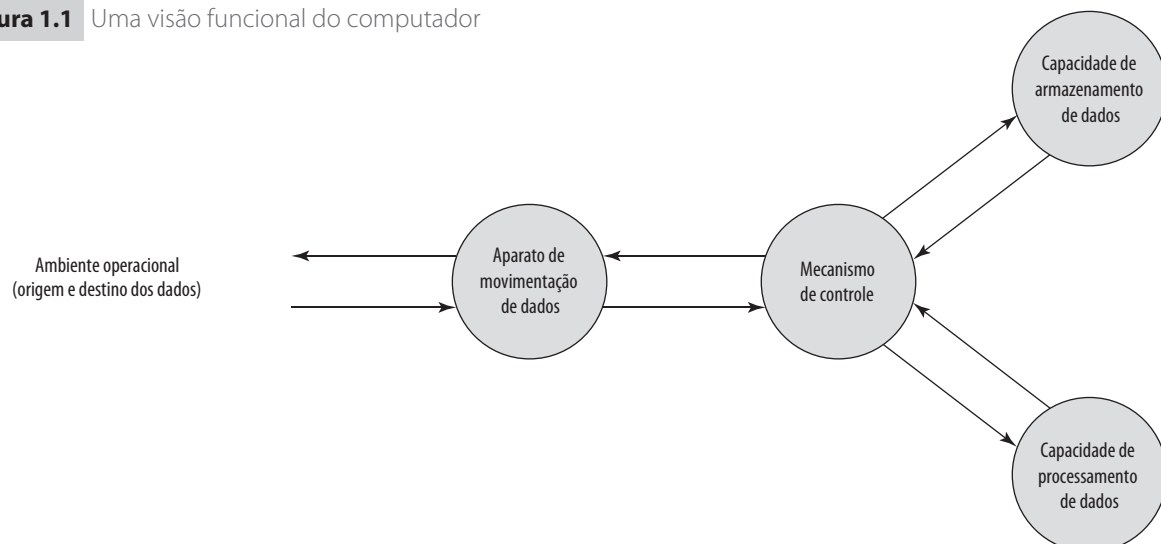 ura 1.1 Uma visão funcional do computador
Capacidade de
armazenamento
de dados
Ambiente operacional
(origem e destino dos dados)
Aparato de
movimentação
de dados
Mecanismo
de controle
Capacidade de
processamento
de dados